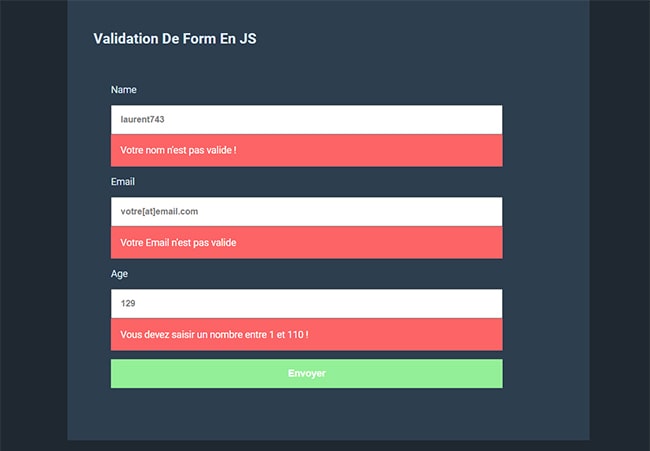 Validation De Form En JS
Name
laurent743
Votre nom n'est pas valide !
Email
votre[at]email.com
Votre Email n'est pas valide
Age
129
Vous devez saisir un nombre entre 1 et 110 !
Envoyer